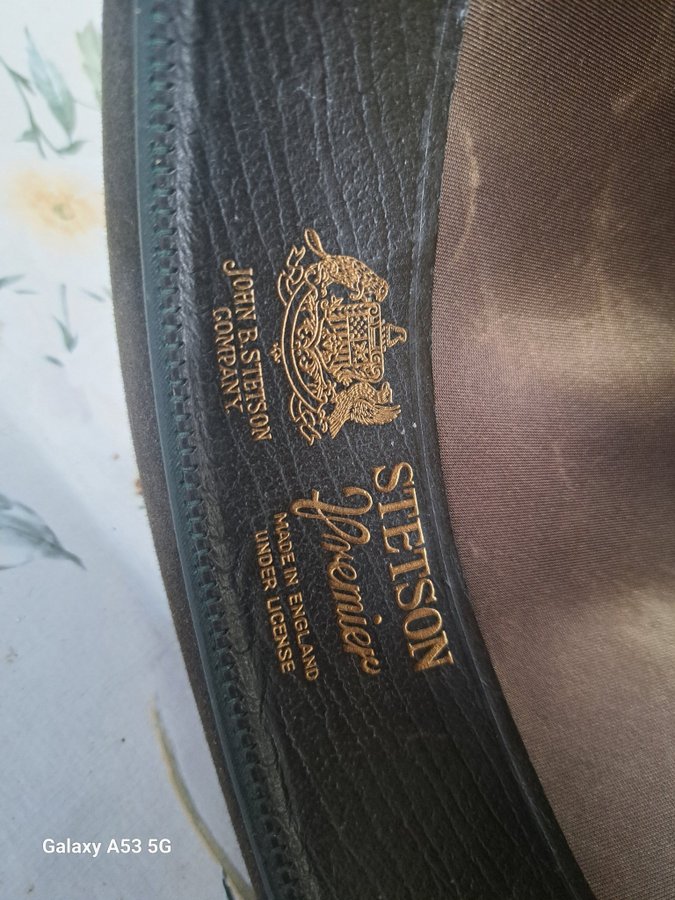 JOHN B. STETSON
COMPANY
STETSON
Premier
MADE IN ENGLAND
UNDER LICENSE
Galaxy A53 5G